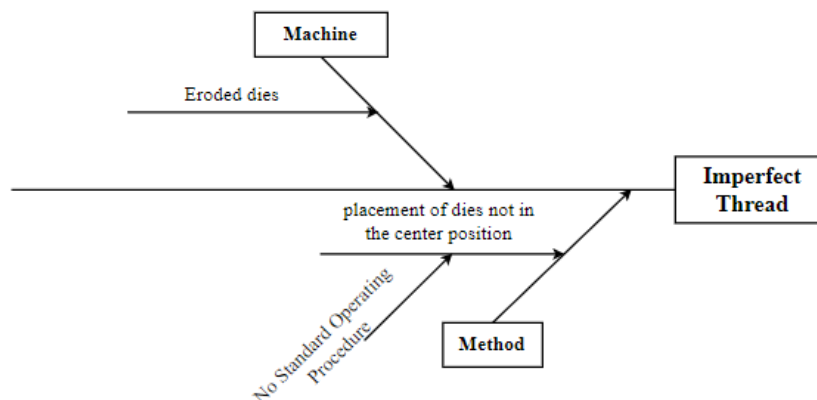 Machine
Eroded dies
Imperfect
Thread
placement of dies not in
the center position
No Standard Operating
Procedure
Method